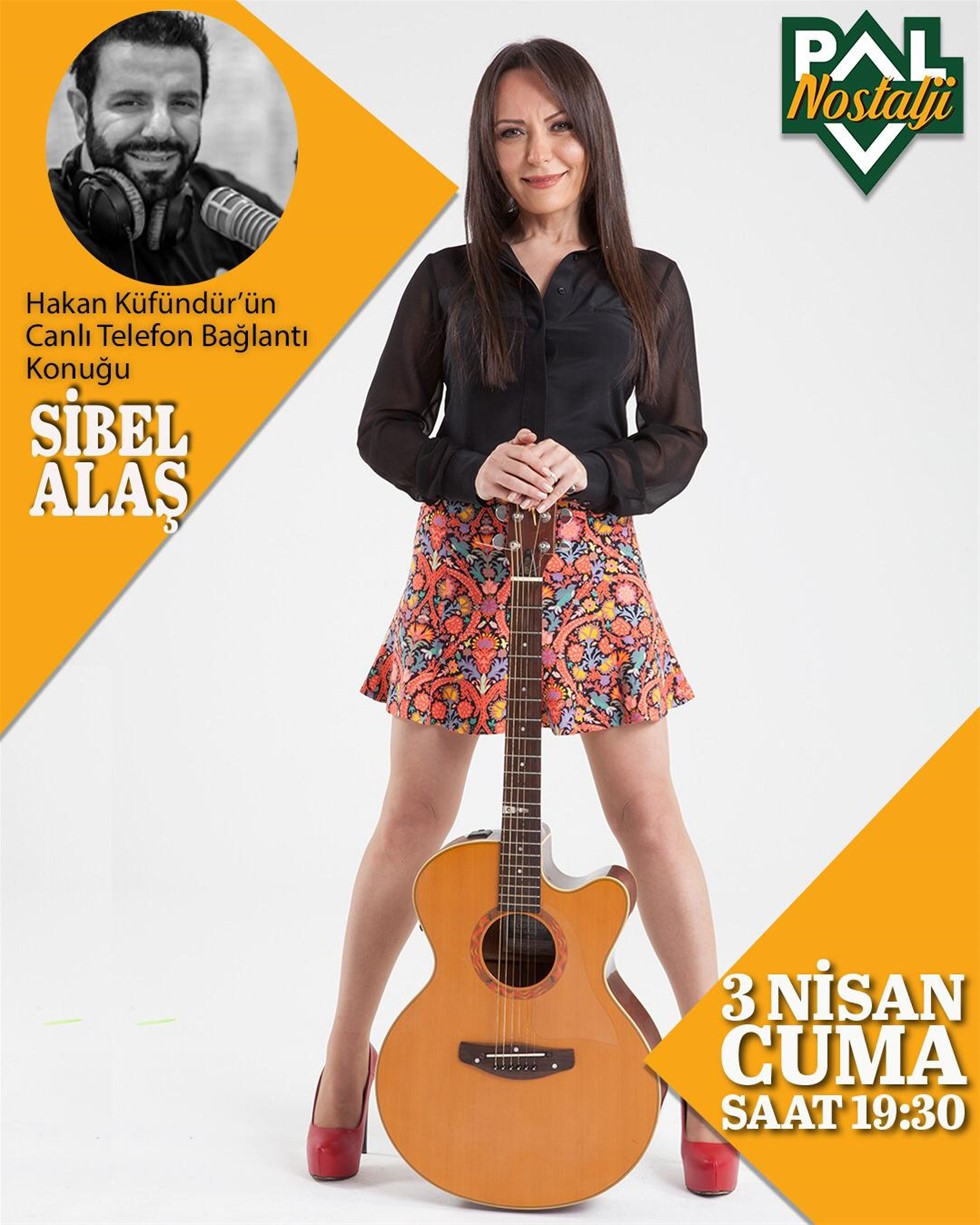 PAL
Nostalji
Hakan Küfündür’ün
Canlı Telefon Bağlantı
Konuğu
SİBEL
ALAŞ
3 NİSAN
CUMA
SAAT 19:30